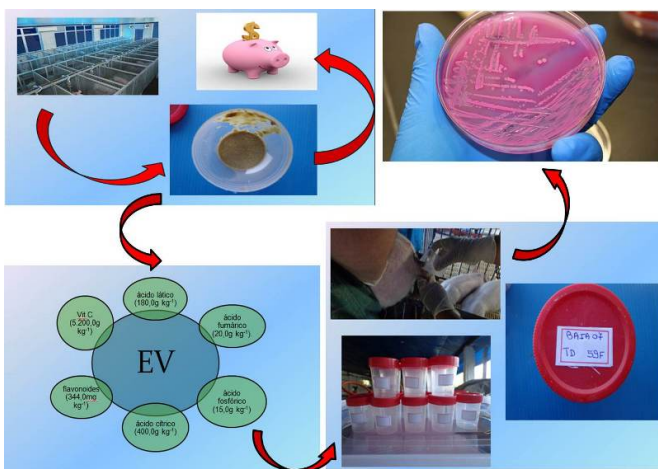 ácido lático
(180,0g kg⁻¹)
Vit C
(5.200,0g
kg⁻¹)
ácido
fumárico
(20,0g kg⁻¹)
EV
flavonoides
(344,0mg
kg⁻¹)
ácido
fosfórico
(15,0g kg⁻¹)
ácido cítrico
(400,0g kg⁻¹)
BAIA 07
TD 59F